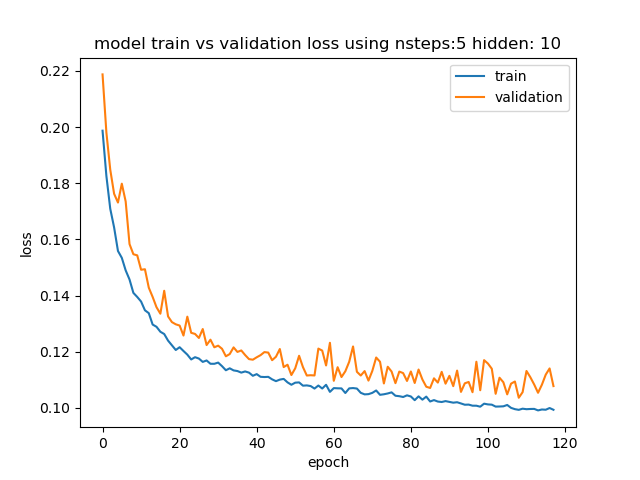 model train vs validation loss using nsteps:5 hidden: 10
train
validation
0.22
0.20
0.18
0.16
0.14
0.12
0.10
loss
0 20 40 60 80 100 120
epoch